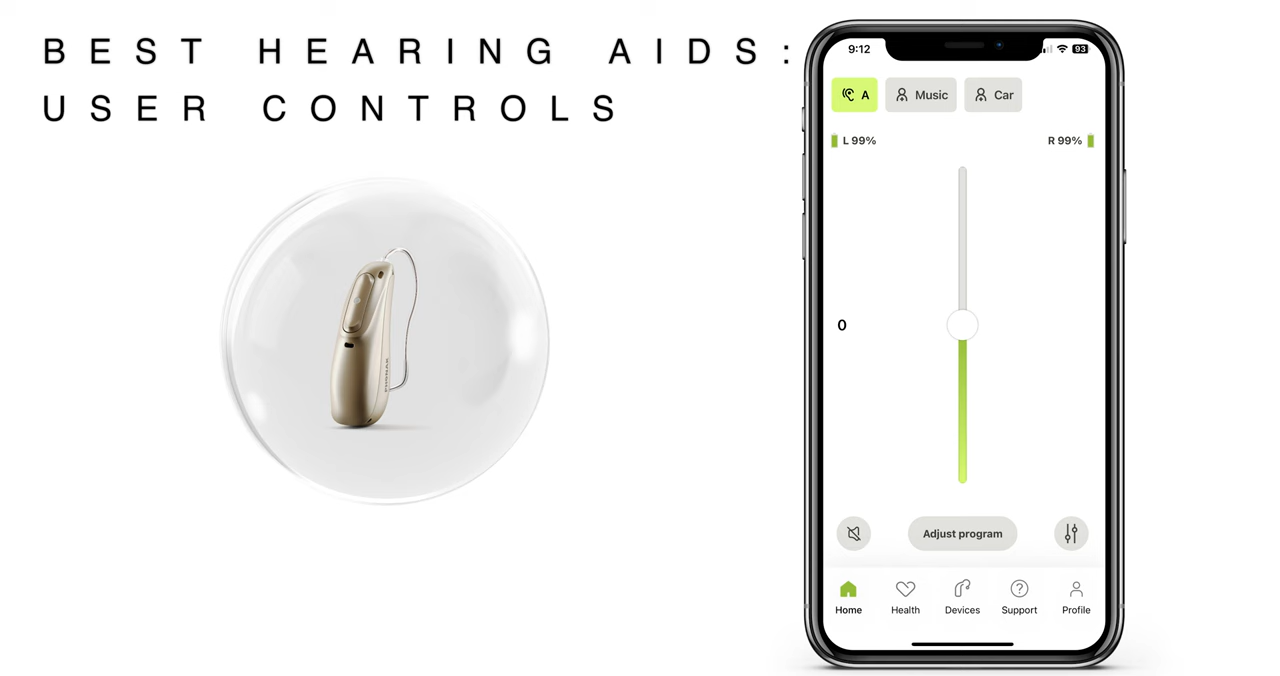 BEST HEARING AIDS:
USER CONTROLS
9:12
93
A
Music
Car
L 99%
R 99%
0
PHONAK
Adjust program
Home
Health
Devices
Support
Profile